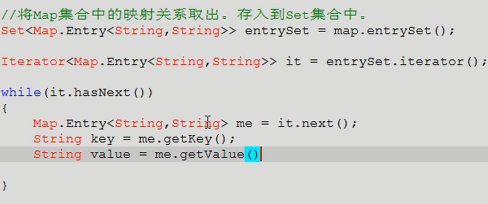 //将Map集合中的映射关系取出。存入到Set集合中。
Set<Map.Entry<String,String>> entrySet = map.entrySet();
Iterator<Map.Entry<String,String>> it = entrySet.iterator();
while(it.hasNext())
{
Map.Entry<String,String> me = it.next();
String key = me.getKey();
String value = me.getValue()
}